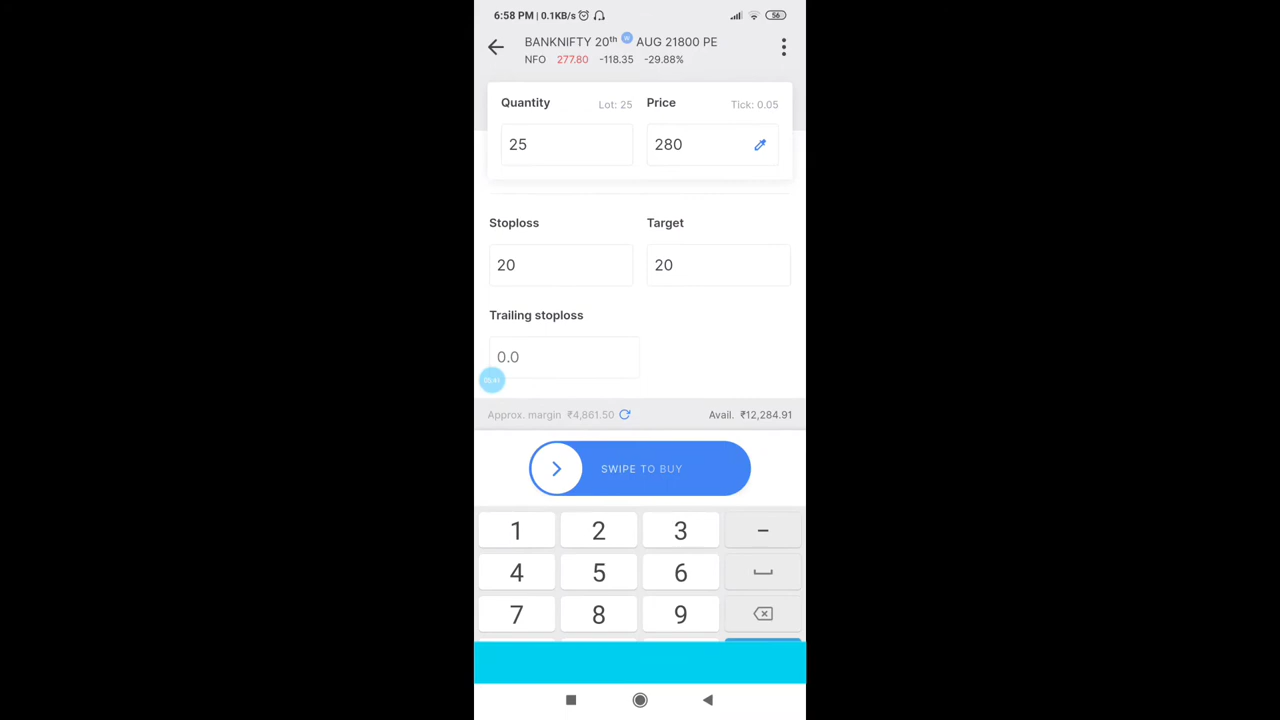 6:58 PM | 0.1KB/s
56
BANKNIFTY 20th W AUG 21800 PE
NFO 277.80 -118.35 -29.88%
Quantity Lot: 25 Price Tick: 0.05
25 280
Stoploss Target
20 20
Trailing stoploss
0.0
Approx. margin ₹4,861.50 Avail. ₹12,284.91
SWIPE TO BUY
1 2 3 -
4 5 6
7 8 9